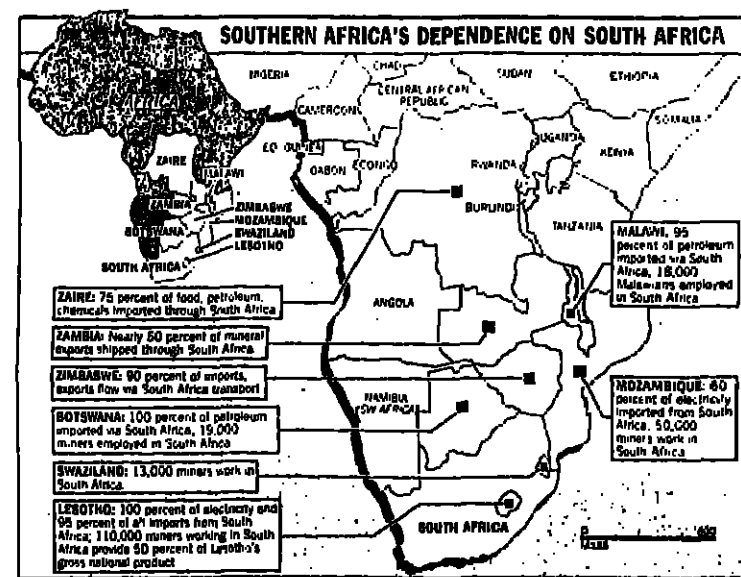 SOUTHERN AFRICA'S DEPENDENCE ON SOUTH AFRICA
NIGERIA
CHAD
SUDAN
ETHIOPIA
CENTRAL AFRICAN
REPUBLIC
CAMEROON
SOMALIA
EQ. GUINEA
GABON
CONGO
UGANDA
KENYA
RWANDA
BURUNDI
TANZANIA
ANGOLA
NAMIBIA
(SW AFRICA)
SOUTH AFRICA
ZAIRE
MALAWI
ZAMBIA
ZIMBABWE
MOZAMBIQUE
BOTSWANA
SWAZILAND
LESOTHO
SOUTH AFRICA
ZAIRE: 75 percent of food, petroleum,
chemicals imported through South Africa
ZAMBIA: Nearly 60 percent of mineral
exports shipped through South Africa
ZIMBABWE: 90 percent of imports,
exports flow via South Africa transport
BOTSWANA: 100 percent of petroleum
imported via South Africa, 19,000
miners employed in South Africa
SWAZILAND: 13,000 miners work in
South Africa
LESOTHO: 100 percent of electricity and
95 percent of all imports from South
Africa; 110,000 miners working in South
Africa provide 50 percent of Lesotho's
gross national product
MALAWI, 95
percent of petroleum
imported via South
Africa, 18,000
Malawians employed
in South Africa
MOZAMBIQUE: 60
percent of electricity
imported from South
Africa, 50,000
miners work in
South Africa
0 600